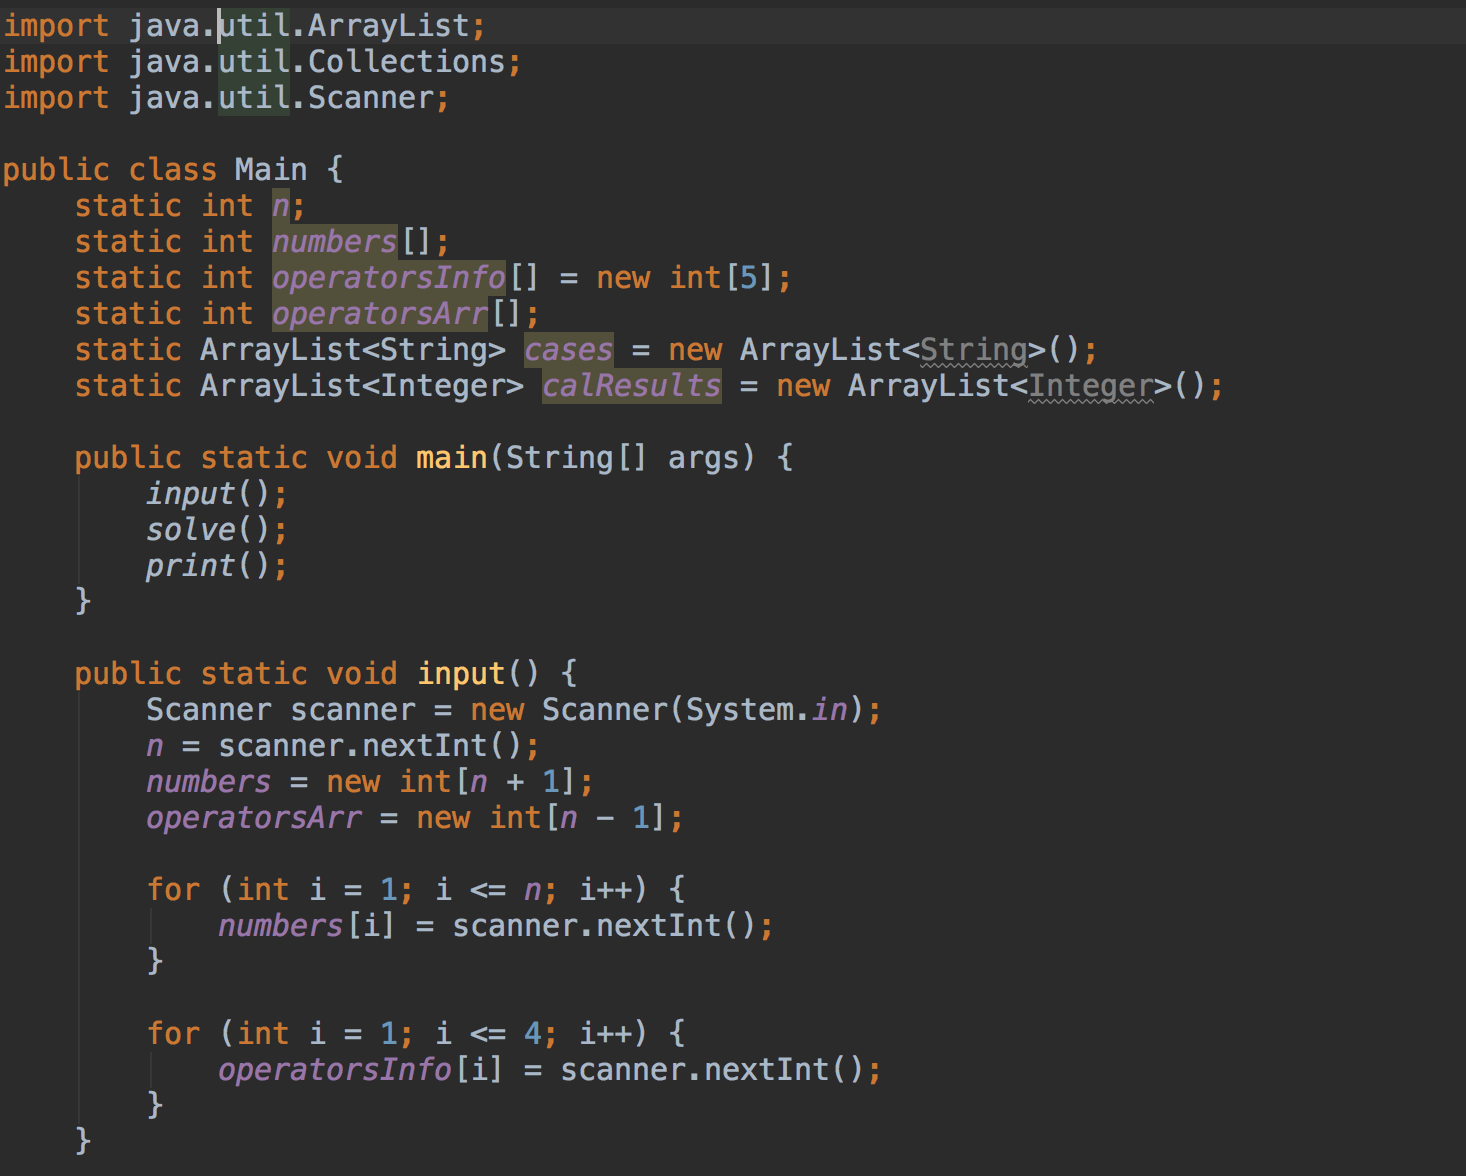 import java.util.ArrayList;
import java.util.Collections;
import java.util.Scanner;

public class Main {
    static int n;
    static int numbers[];
    static int operatorsInfo[] = new int[5];
    static int operatorsArr[];
    static ArrayList<String> cases = new ArrayList<String>();
    static ArrayList<Integer> calResults = new ArrayList<Integer>();

    public static void main(String[] args) {
        input();
        solve();
        print();
    }

    public static void input() {
        Scanner scanner = new Scanner(System.in);
        n = scanner.nextInt();
        numbers = new int[n + 1];
        operatorsArr = new int[n - 1];

        for (int i = 1; i <= n; i++) {
            numbers[i] = scanner.nextInt();
        }

        for (int i = 1; i <= 4; i++) {
            operatorsInfo[i] = scanner.nextInt();
        }
    }